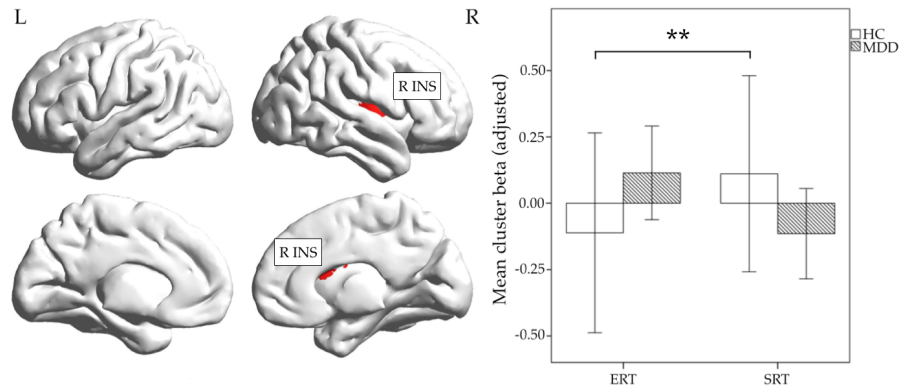 L
R
R INS
R INS
**
HC
MDD
Mean cluster beta (adjusted)
0.50
0.25
0.00
-0.25
-0.50
ERT
SRT